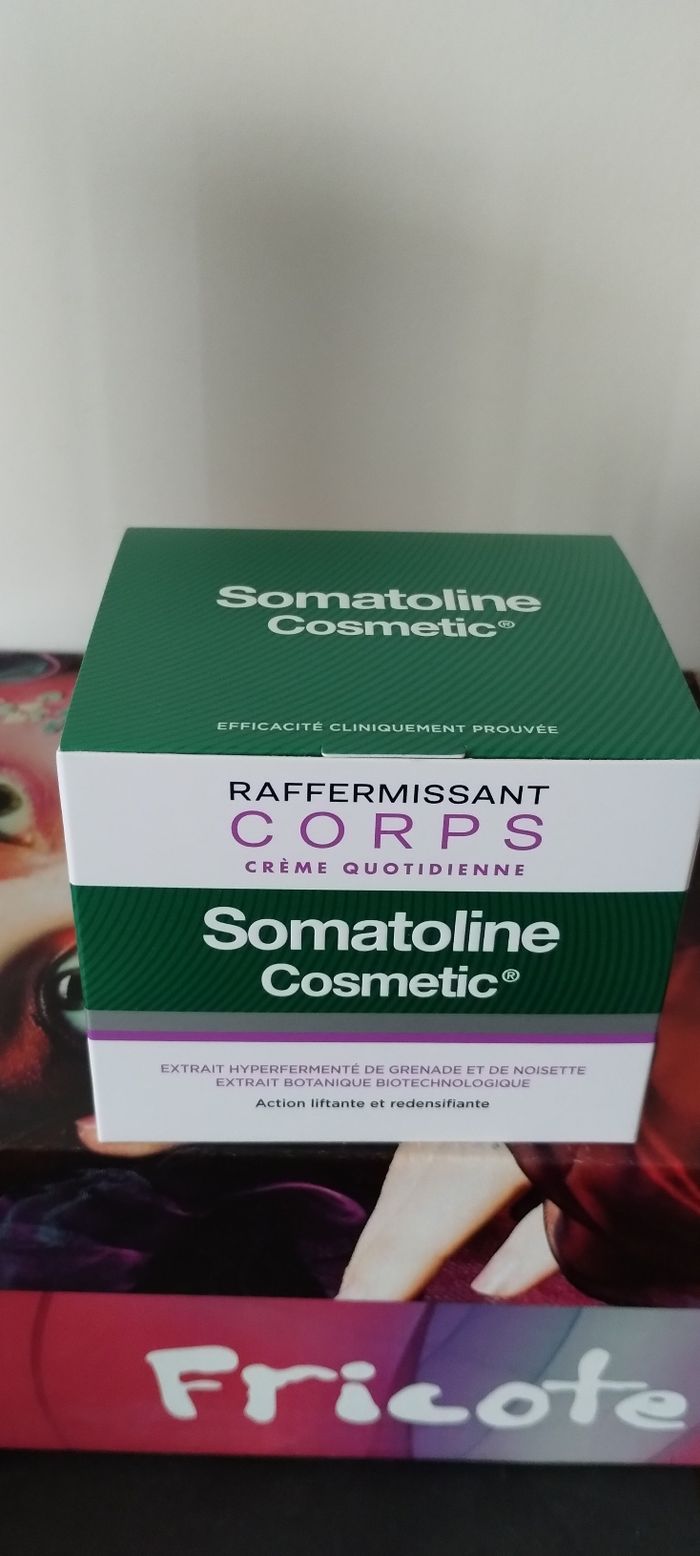 Somatoline
Cosmetic®
EFFICACITÉ CLINIQUEMENT PROUVÉE
RAFFERMISSANT
CORPS
CRÈME QUOTIDIENNE
Somatoline
Cosmetic®
EXTRAIT HYPERFERMENTÉ DE GRENADE ET DE NOISETTE
EXTRAIT BOTANIQUE BIOTECHNOLOGIQUE
Action liftante et redensifiante
Fricote